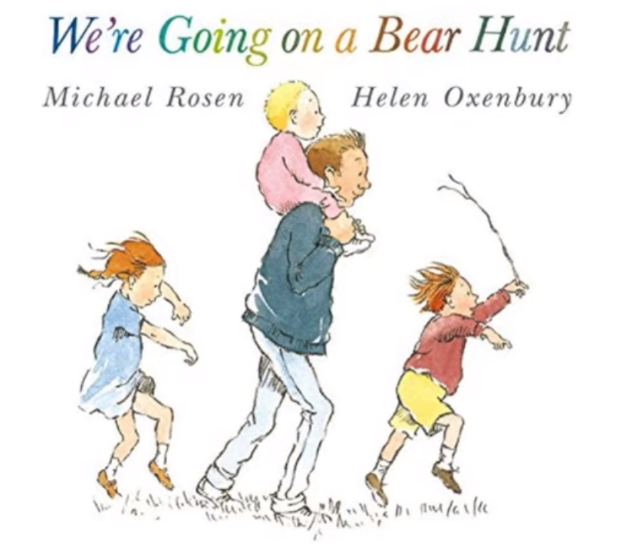 We're Going on a Bear Hunt
Michael Rosen Helen Oxenbury